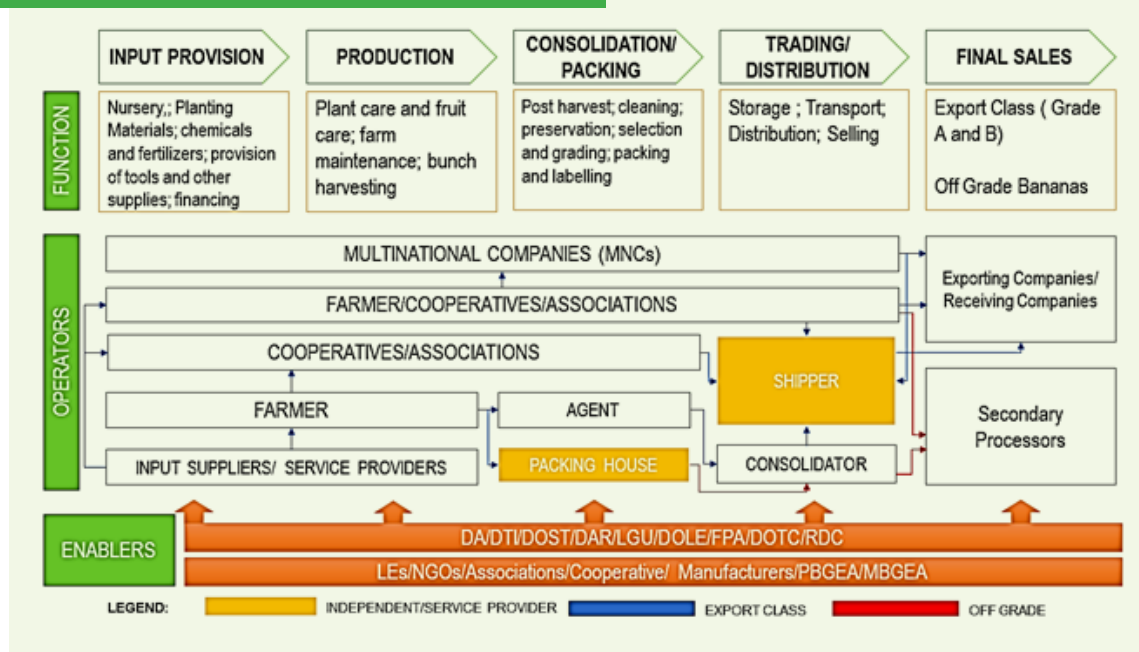 INPUT PROVISION
PRODUCTION
CONSOLIDATION/
PACKING
TRADING/
DISTRIBUTION
FINAL SALES
FUNCTION
Nursery,; Planting
Materials; chemicals
and fertilizers; provision
of tools and other
supplies; financing
Plant care and fruit
care; farm
maintenance; bunch
harvesting
Post harvest; cleaning;
preservation; selection
and grading; packing
and labelling
Storage ; Transport;
Distribution; Selling
Export Class ( Grade
A and B)
Off Grade Bananas
OPERATORS
MULTINATIONAL COMPANIES (MNCs)
FARMER/COOPERATIVES/ASSOCIATIONS
COOPERATIVES/ASSOCIATIONS
FARMER
INPUT SUPPLIERS/ SERVICE PROVIDERS
AGENT
PACKING HOUSE
SHIPPER
CONSOLIDATOR
Exporting Companies/
Receiving Companies
Secondary
Processors
ENABLERS
DA/DTI/DOST/DAR/LGU/DOLE/FPA/DOTC/RDC
LEs/NGOs/Associations/Cooperative/ Manufacturers/PBGEA/MBGEA
LEGEND:
INDEPENDENT/SERVICE PROVIDER
EXPORT CLASS
OFF GRADE